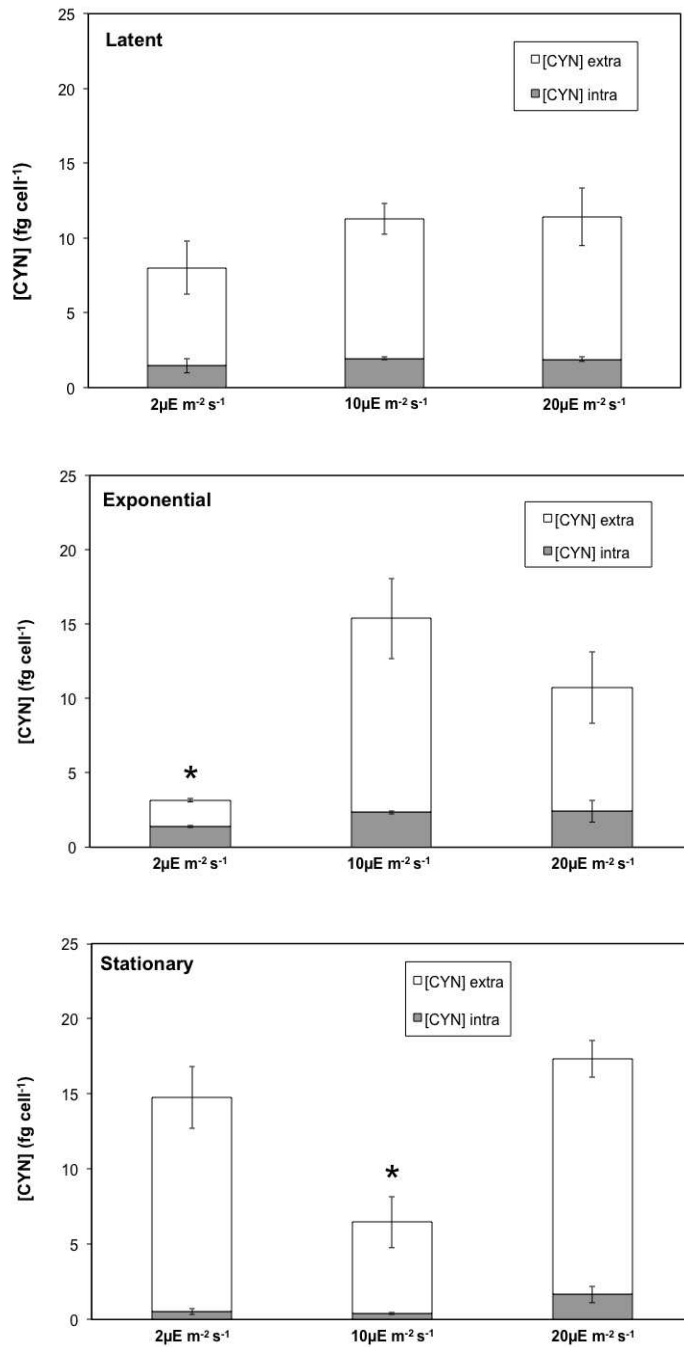 Latent
[CYN] extra
[CYN] intra
25
20
15
10
5
0
[CYN] (fg cell⁻¹)
2µE m⁻² s⁻¹ 10µE m⁻² s⁻¹ 20µE m⁻² s⁻¹
Exponential
[CYN] extra
[CYN] intra
25
20
15
10
5
0
[CYN] (fg cell⁻¹)
*
2µE m⁻² s⁻¹ 10µE m⁻² s⁻¹ 20µE m⁻² s⁻¹
Stationary
[CYN] extra
[CYN] intra
25
20
15
10
5
0
[CYN] (fg cell⁻¹)
*
2µE m⁻² s⁻¹ 10µE m⁻² s⁻¹ 20µE m⁻² s⁻¹